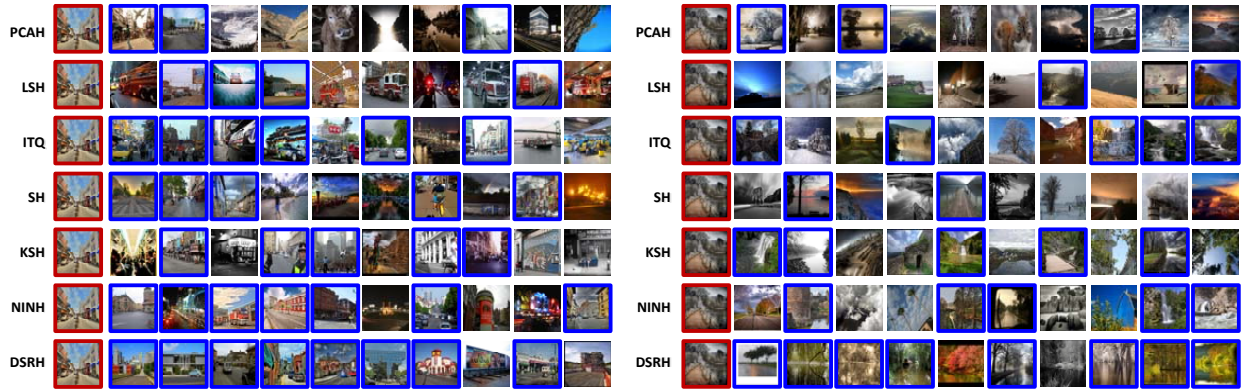 PCAH
LSH
ITQ
SH
KSH
NINH
DSRH
PCAH
LSH
ITQ
SH
KSH
NINH
DSRH